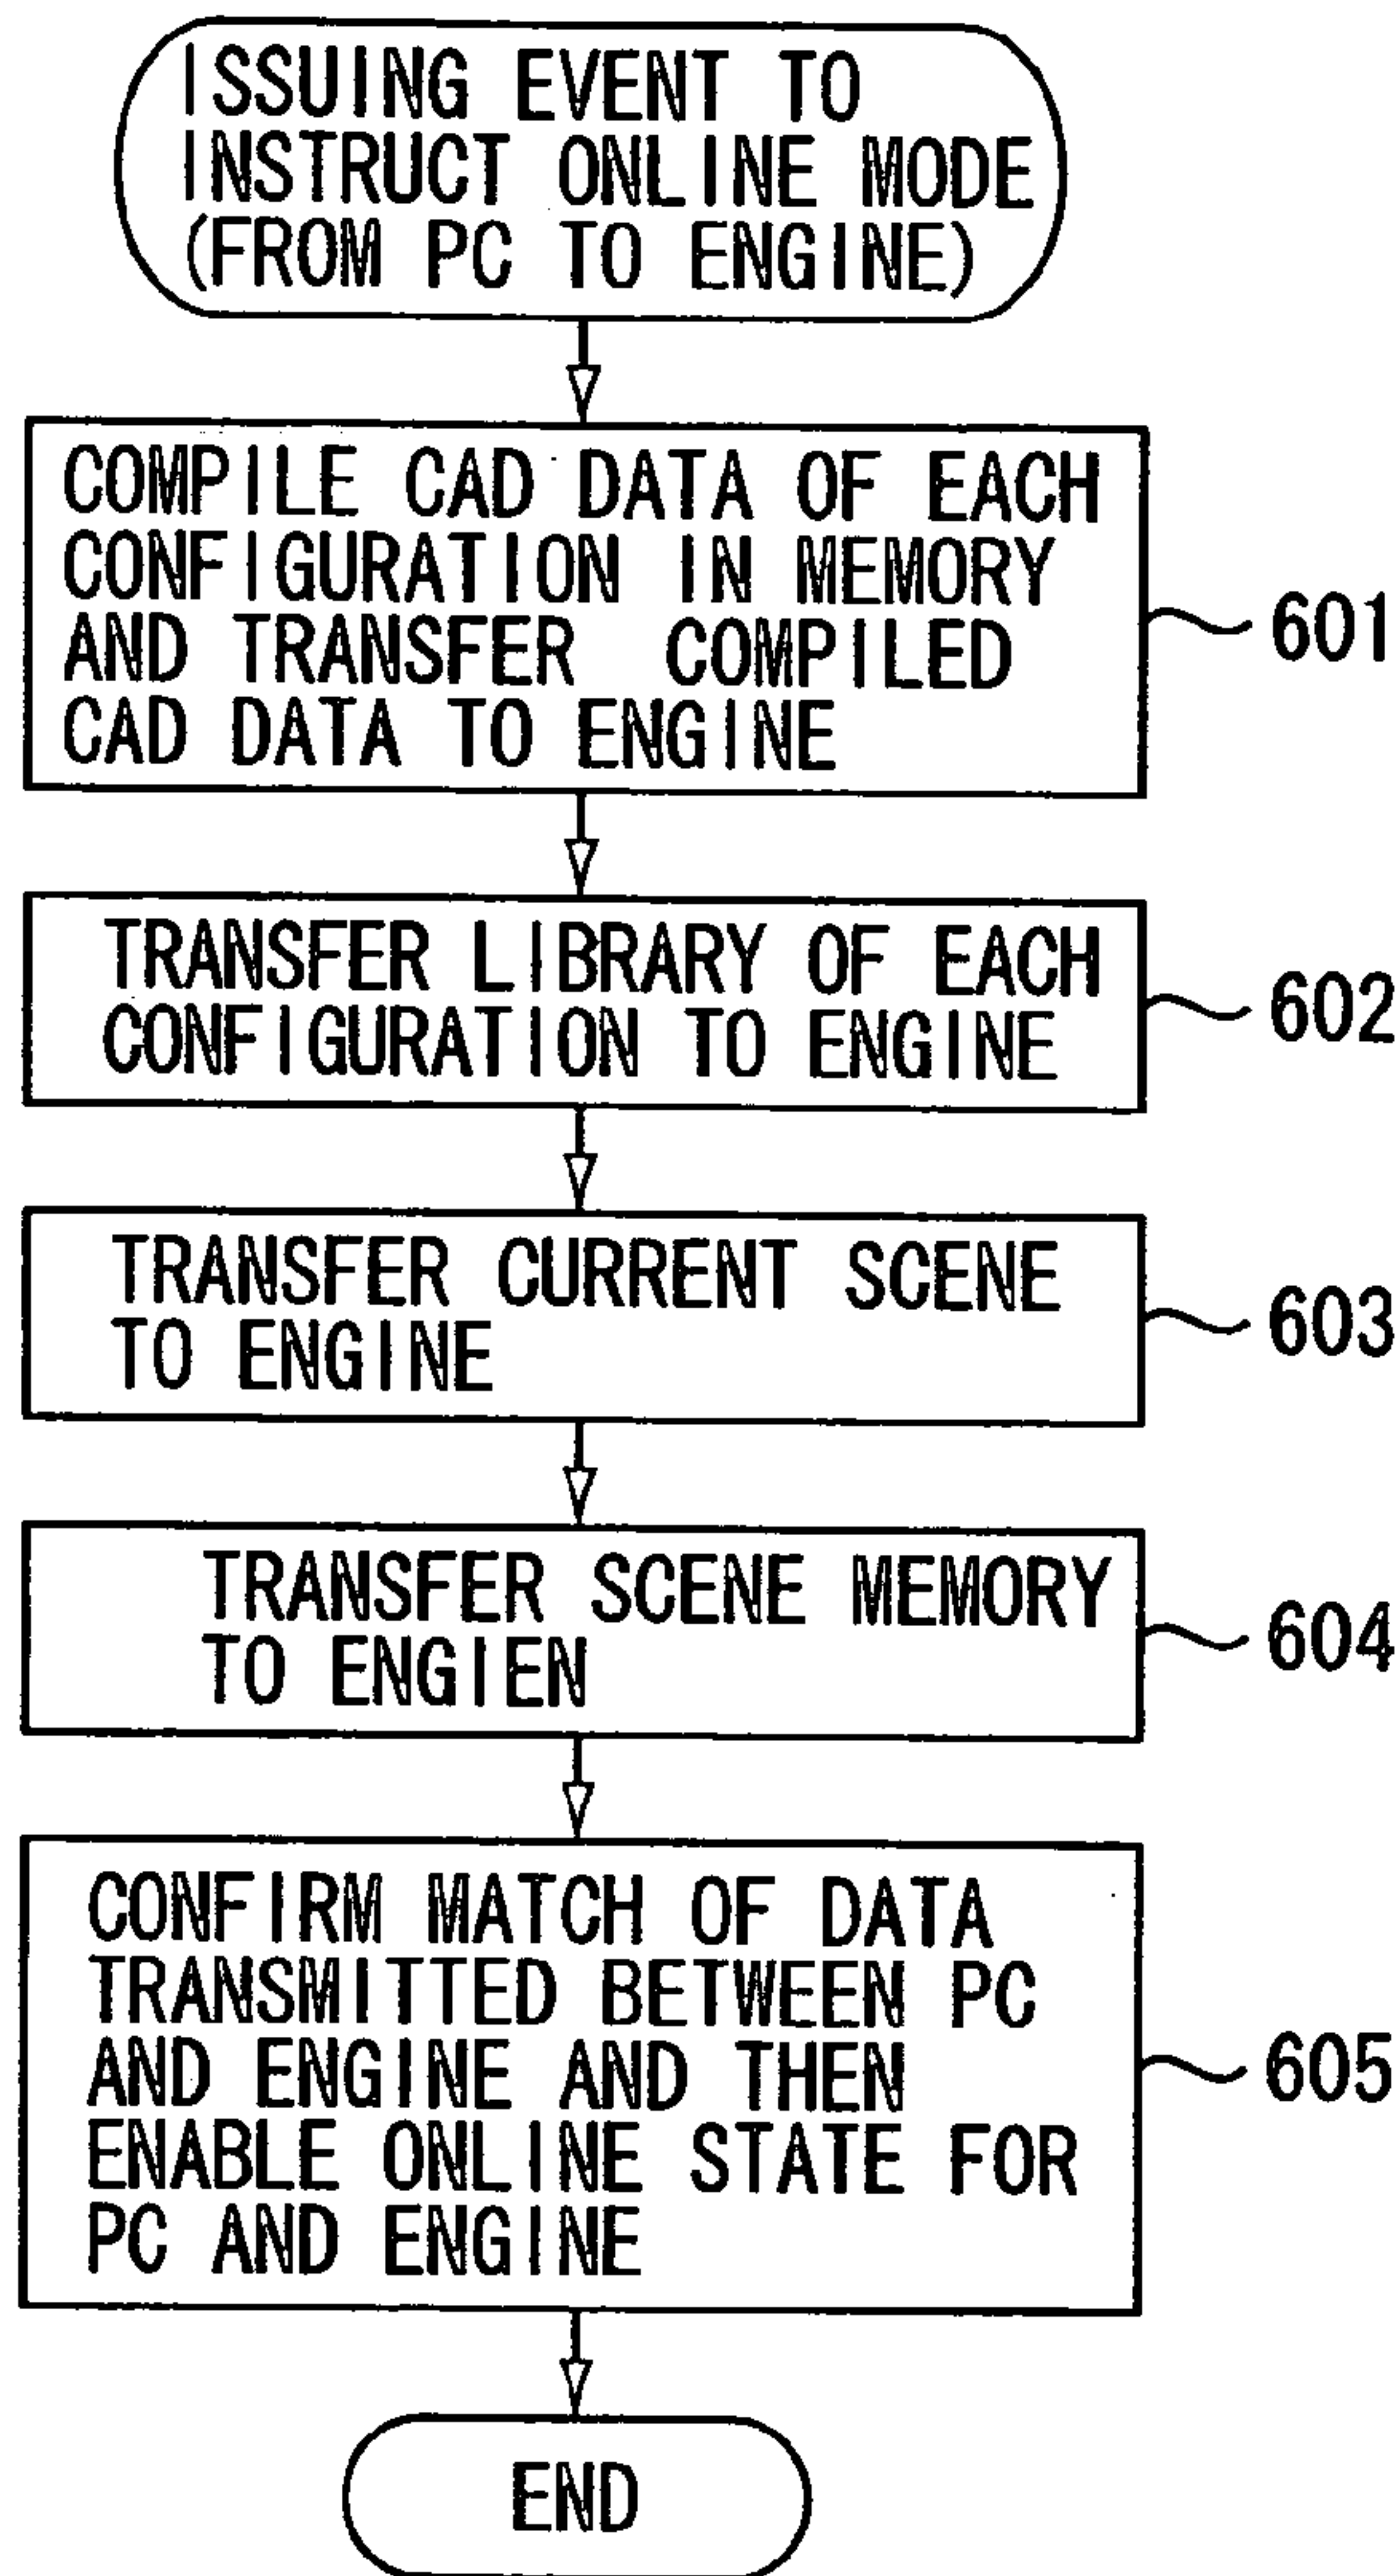 ISSUING EVENT TO
INSTRUCT ONLINE MODE
(FROM PC TO ENGINE)
COMPILE CAD DATA OF EACH
CONFIGURATION IN MEMORY
AND TRANSFER COMPILED
CAD DATA TO ENGINE
601
TRANSFER LIBRARY OF EACH
CONFIGURATION TO ENGINE
602
TRANSFER CURRENT SCENE
TO ENGINE
603
TRANSFER SCENE MEMORY
TO ENGIEN
604
CONFIRM MATCH OF DATA
TRANSMITTED BETWEEN PC
AND ENGINE AND THEN
ENABLE ONLINE STATE FOR
PC AND ENGINE
605
END